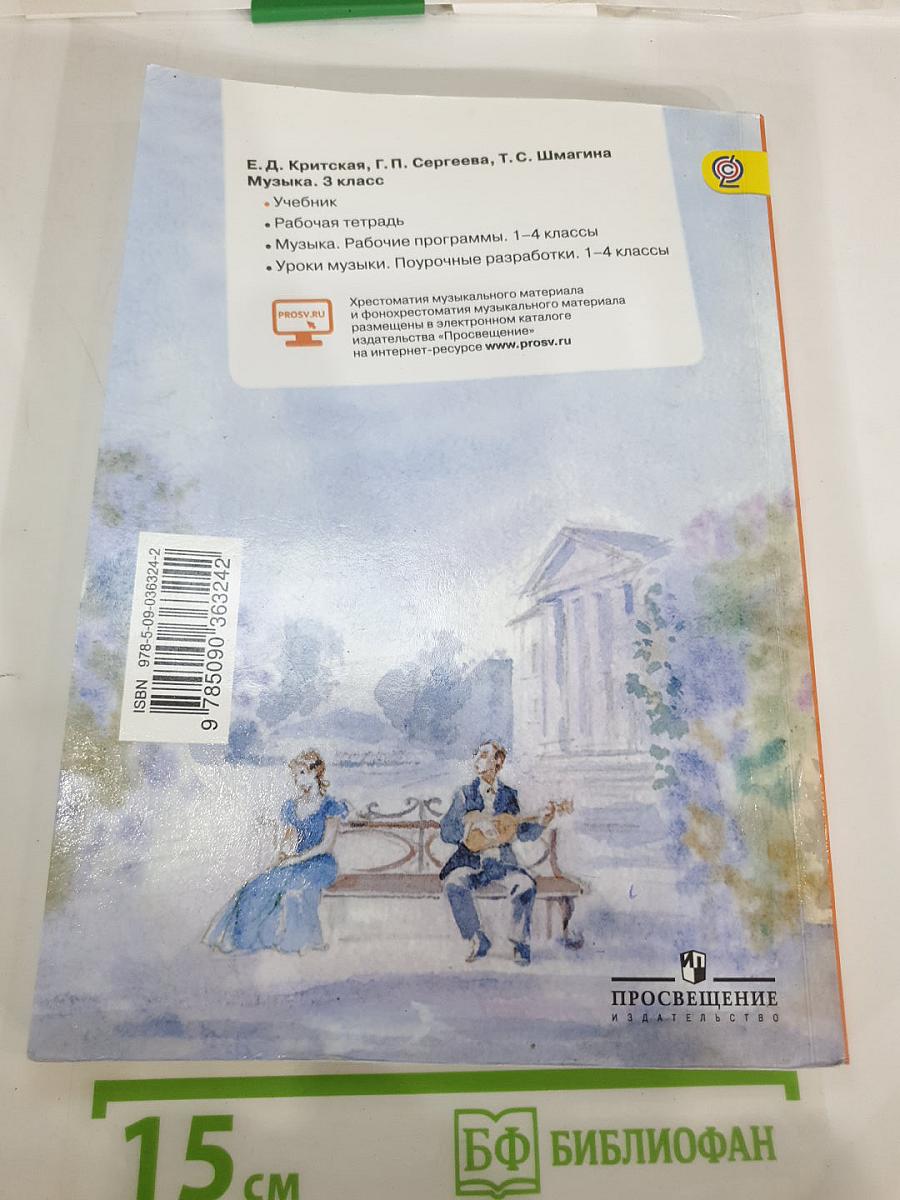 Е. Д. Критская, Г. П. Сергеева, Т. С. Шмагина
Музыка. 3 класс
• Учебник
• Рабочая тетрадь
• Музыка. Рабочие программы. 1–4 классы
• Уроки музыки. Поурочные разработки. 1–4 классы
PROSV.RU
Хрестоматия музыкального материала
и фонохрестоматия музыкального материала
размещены в электронном каталоге
издательства «Просвещение»
на интернет-ресурсе www.prosv.ru
ISBN 978-5-09-036324-2
9 785090 363242
ИП
ПРОСВЕЩЕНИЕ
ИЗДАТЕЛЬСТВО
15 см
БФ БИБЛИОФАН